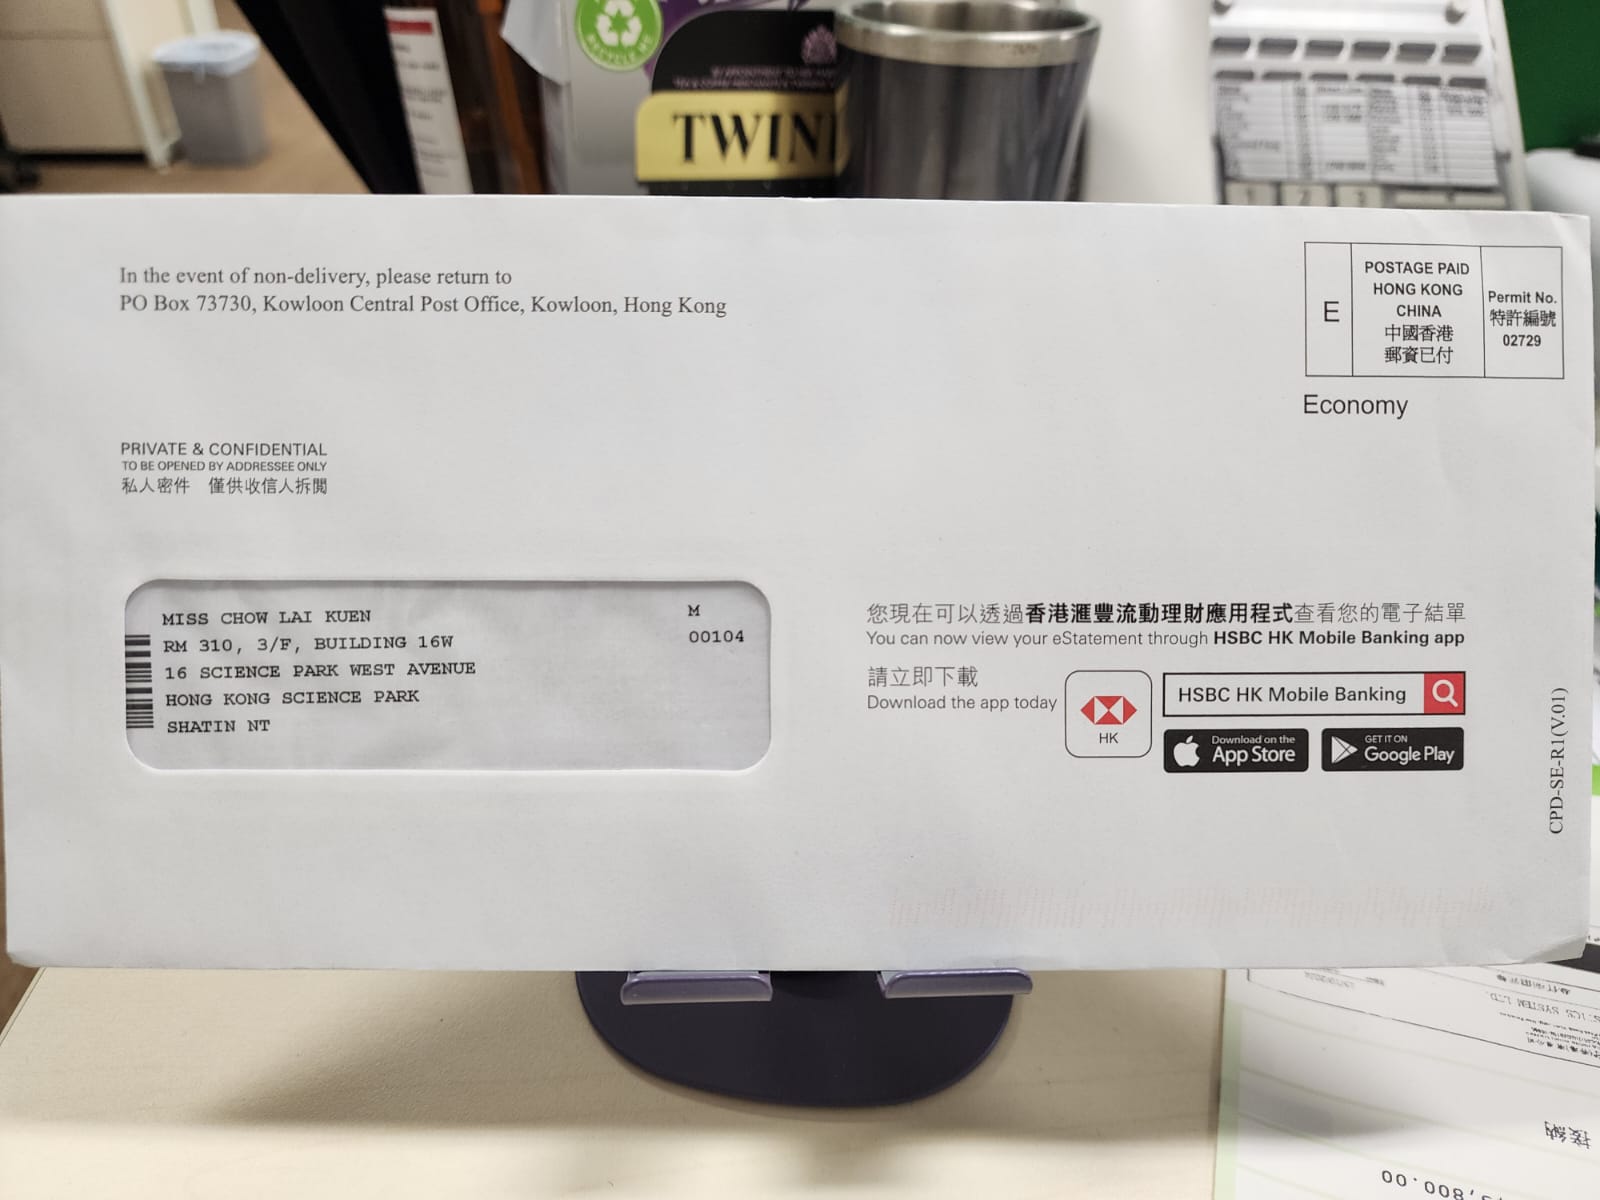 TWIN
In the event of non-delivery, please return to
PO Box 73730, Kowloon Central Post Office, Kowloon, Hong Kong
E
POSTAGE PAID
HONG KONG
CHINA
中國香港
郵資已付
Permit No.
特許編號
02729
Economy
PRIVATE & CONFIDENTIAL
TO BE OPENED BY ADDRESSEE ONLY
私人密件 僅供收信人拆閱
MISS CHOW LAI KUEN
RM 310, 3/F, BUILDING 16W
16 SCIENCE PARK WEST AVENUE
HONG KONG SCIENCE PARK
SHATIN NT
M
00104
您現在可以透過香港滙豐流動理財應用程式查看您的電子結單
You can now view your eStatement through HSBC HK Mobile Banking app
請立即下載
Download the app today
HK
HSBC HK Mobile Banking
Download on the
App Store
GET IT ON
Google Play
CPD-SE-R1(V.01)
SYSTEM LTD.
接納
,800.00